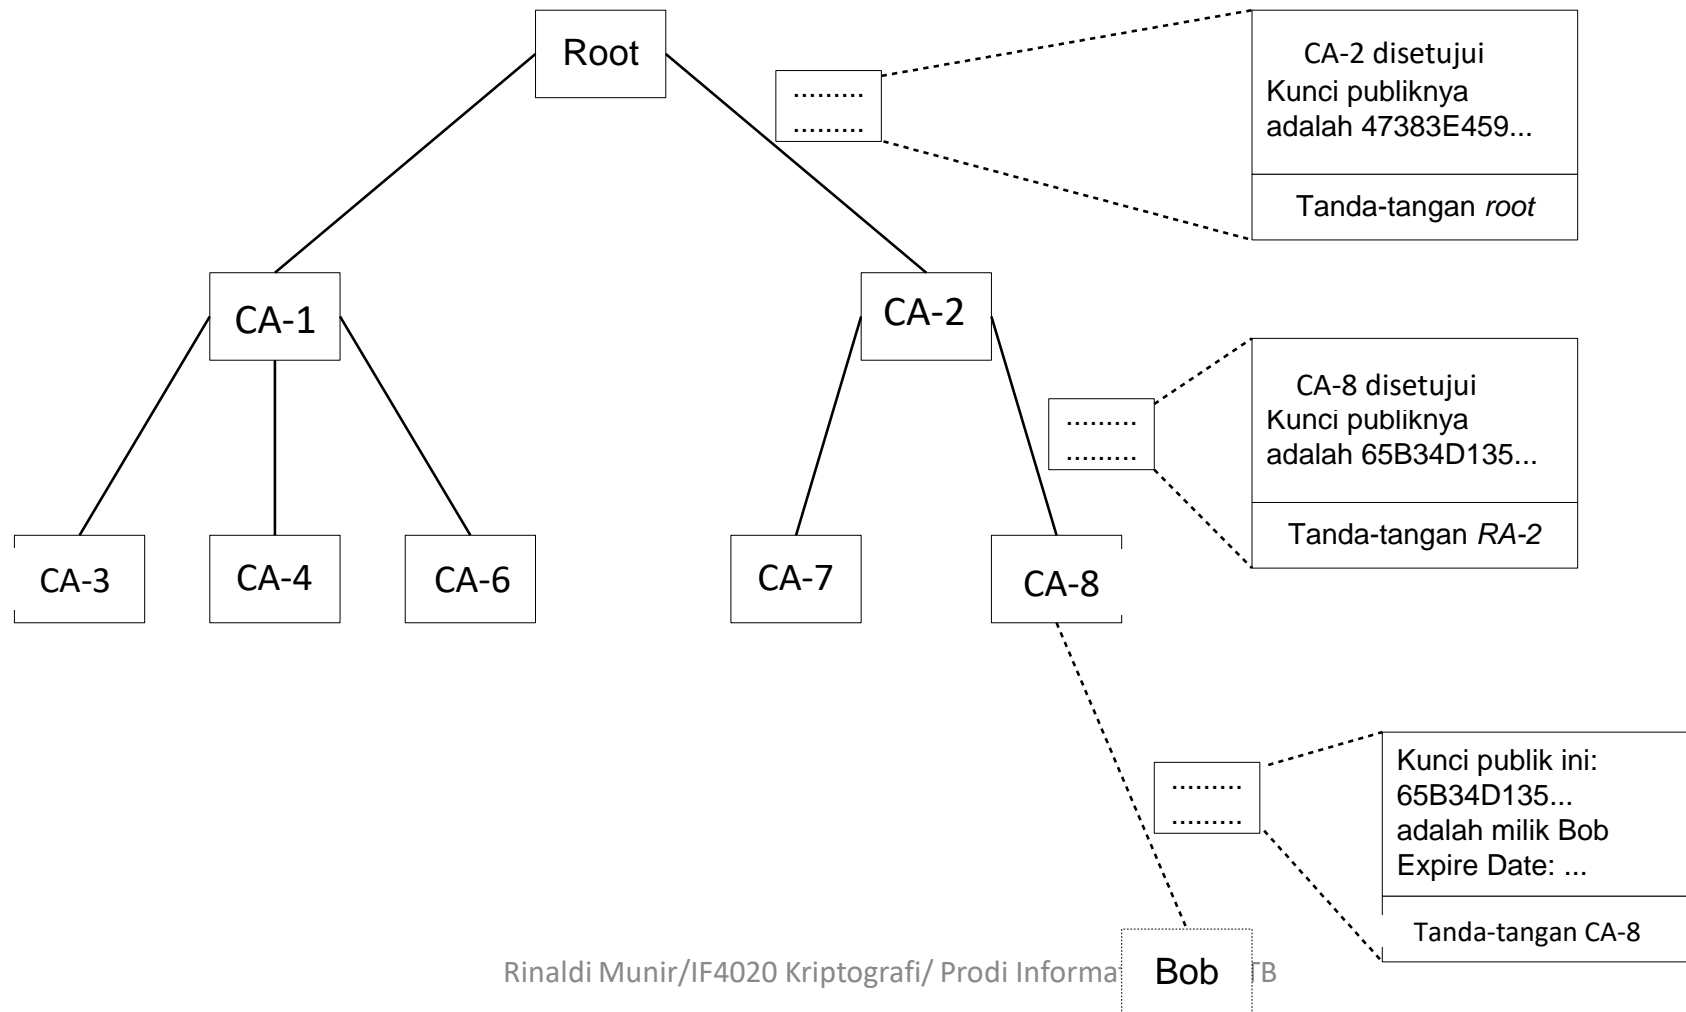 Root
.........
.........
CA-2 disetujui
Kunci publiknya
adalah 47383E459...
Tanda-tangan root
CA-1
CA-2
.........
.........
CA-8 disetujui
Kunci publiknya
adalah 65B34D135...
Tanda-tangan RA-2
CA-3
CA-4
CA-6
CA-7
CA-8
.........
.........
Kunci publik ini:
65B34D135...
adalah milik Bob
Expire Date: ...
Tanda-tangan CA-8
Bob
Rinaldi Munir/IF4020 Kriptografi/ Prodi Informa TB